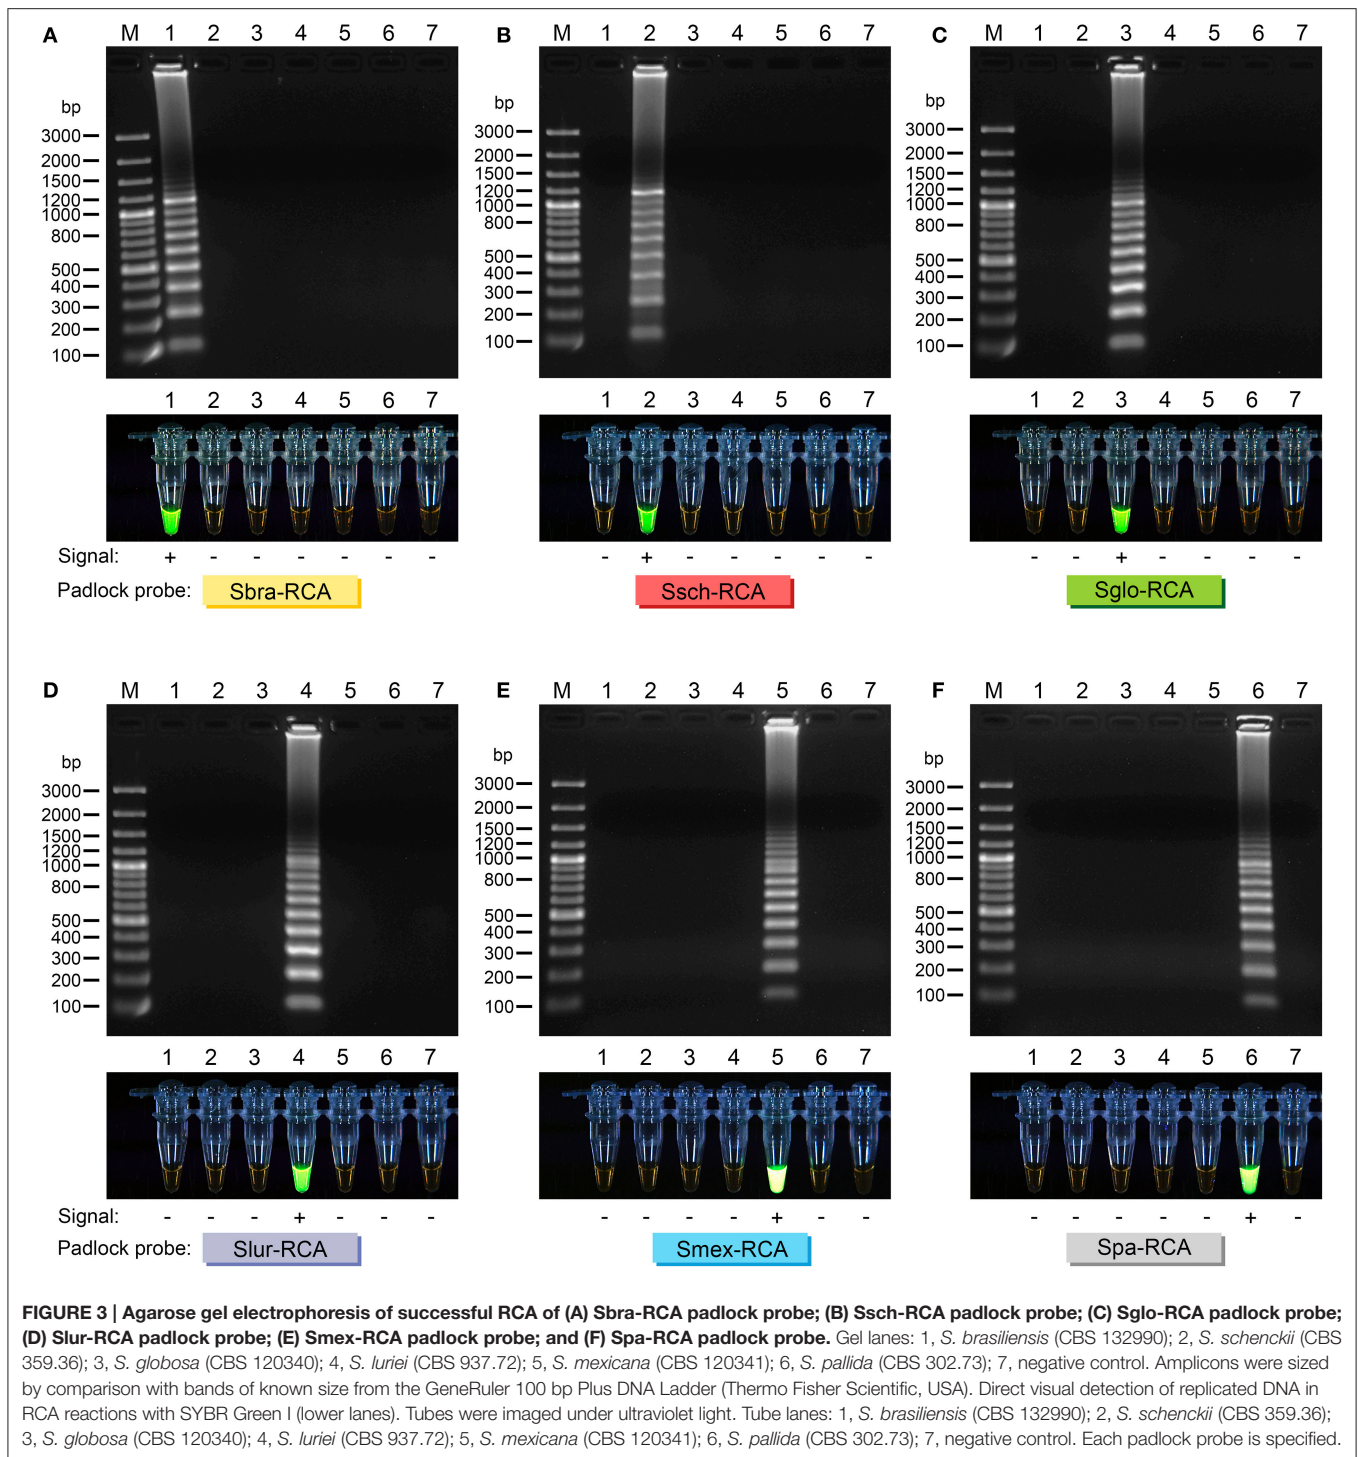 A M 1 2 3 4 5 6 7
bp
3000
2000
1500
1200
1000
800
500
400
300
200
100
1 2 3 4 5 6 7
Signal: + - - - - - -
Padlock probe: Sbra-RCA
B M 1 2 3 4 5 6 7
bp
3000
2000
1500
1200
1000
800
500
400
300
200
100
1 2 3 4 5 6 7
- + - - - - -
Ssch-RCA
C M 1 2 3 4 5 6 7
bp
3000
2000
1500
1200
1000
800
500
400
300
200
100
1 2 3 4 5 6 7
- - + - - - -
Sglo-RCA
D M 1 2 3 4 5 6 7
bp
3000
2000
1500
1200
1000
800
500
400
300
200
100
1 2 3 4 5 6 7
Signal: - - - + - - -
Padlock probe: Slur-RCA
E M 1 2 3 4 5 6 7
bp
3000
2000
1500
1200
1000
800
500
400
300
200
100
1 2 3 4 5 6 7
- - - - + - -
Smex-RCA
F M 1 2 3 4 5 6 7
bp
3000
2000
1500
1200
1000
800
500
400
300
200
100
1 2 3 4 5 6 7
- - - - - + -
Spa-RCA
FIGURE 3 | Agarose gel electrophoresis of successful RCA of (A) Sbra-RCA padlock probe; (B) Ssch-RCA padlock probe; (C) Sglo-RCA padlock probe;
(D) Slur-RCA padlock probe; (E) Smex-RCA padlock probe; and (F) Spa-RCA padlock probe. Gel lanes: 1, S. brasiliensis (CBS 132990); 2, S. schenckii (CBS
359.36); 3, S. globosa (CBS 120340); 4, S. luriei (CBS 937.72); 5, S. mexicana (CBS 120341); 6, S. pallida (CBS 302.73); 7, negative control. Amplicons were sized
by comparison with bands of known size from the GeneRuler 100 bp Plus DNA Ladder (Thermo Fisher Scientific, USA). Direct visual detection of replicated DNA in
RCA reactions with SYBR Green I (lower lanes). Tubes were imaged under ultraviolet light. Tube lanes: 1, S. brasiliensis (CBS 132990); 2, S. schenckii (CBS 359.36);
3, S. globosa (CBS 120340); 4, S. luriei (CBS 937.72); 5, S. mexicana (CBS 120341); 6, S. pallida (CBS 302.73); 7, negative control. Each padlock probe is specified.